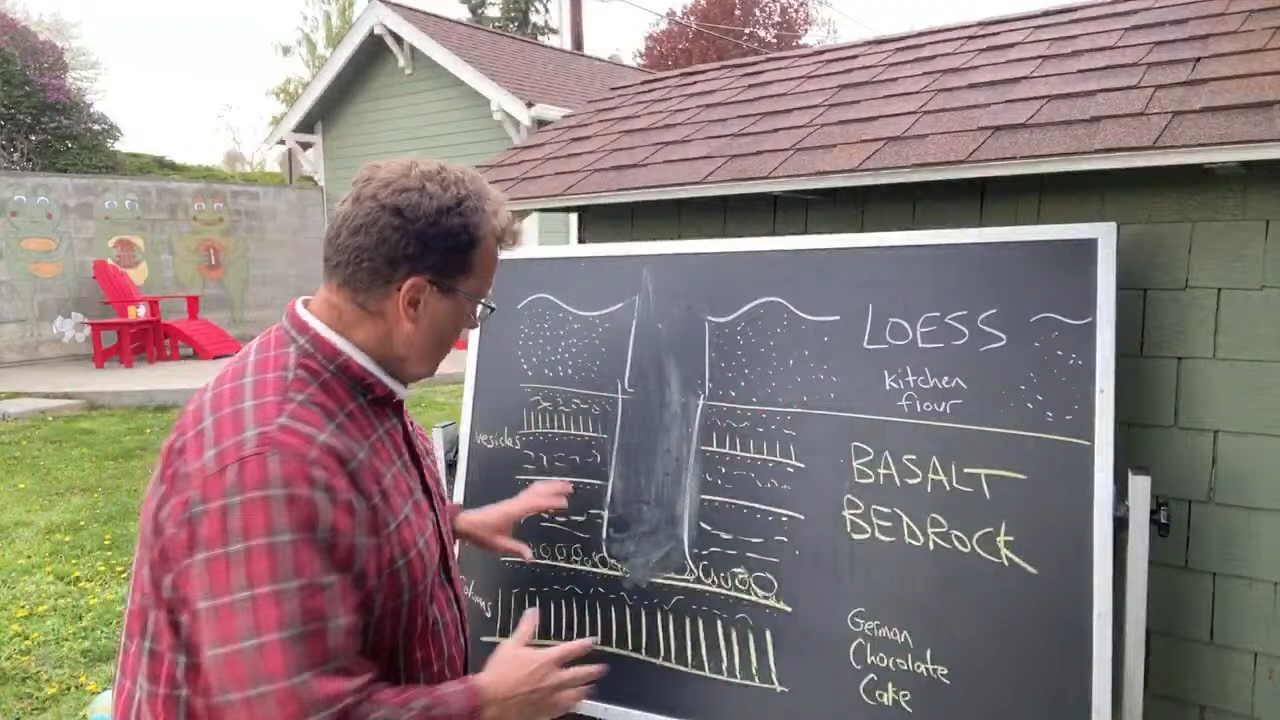 LOESS
kitchen
flour
vesicles
BASALT
BEDROCK
German
Chocolate
Cake